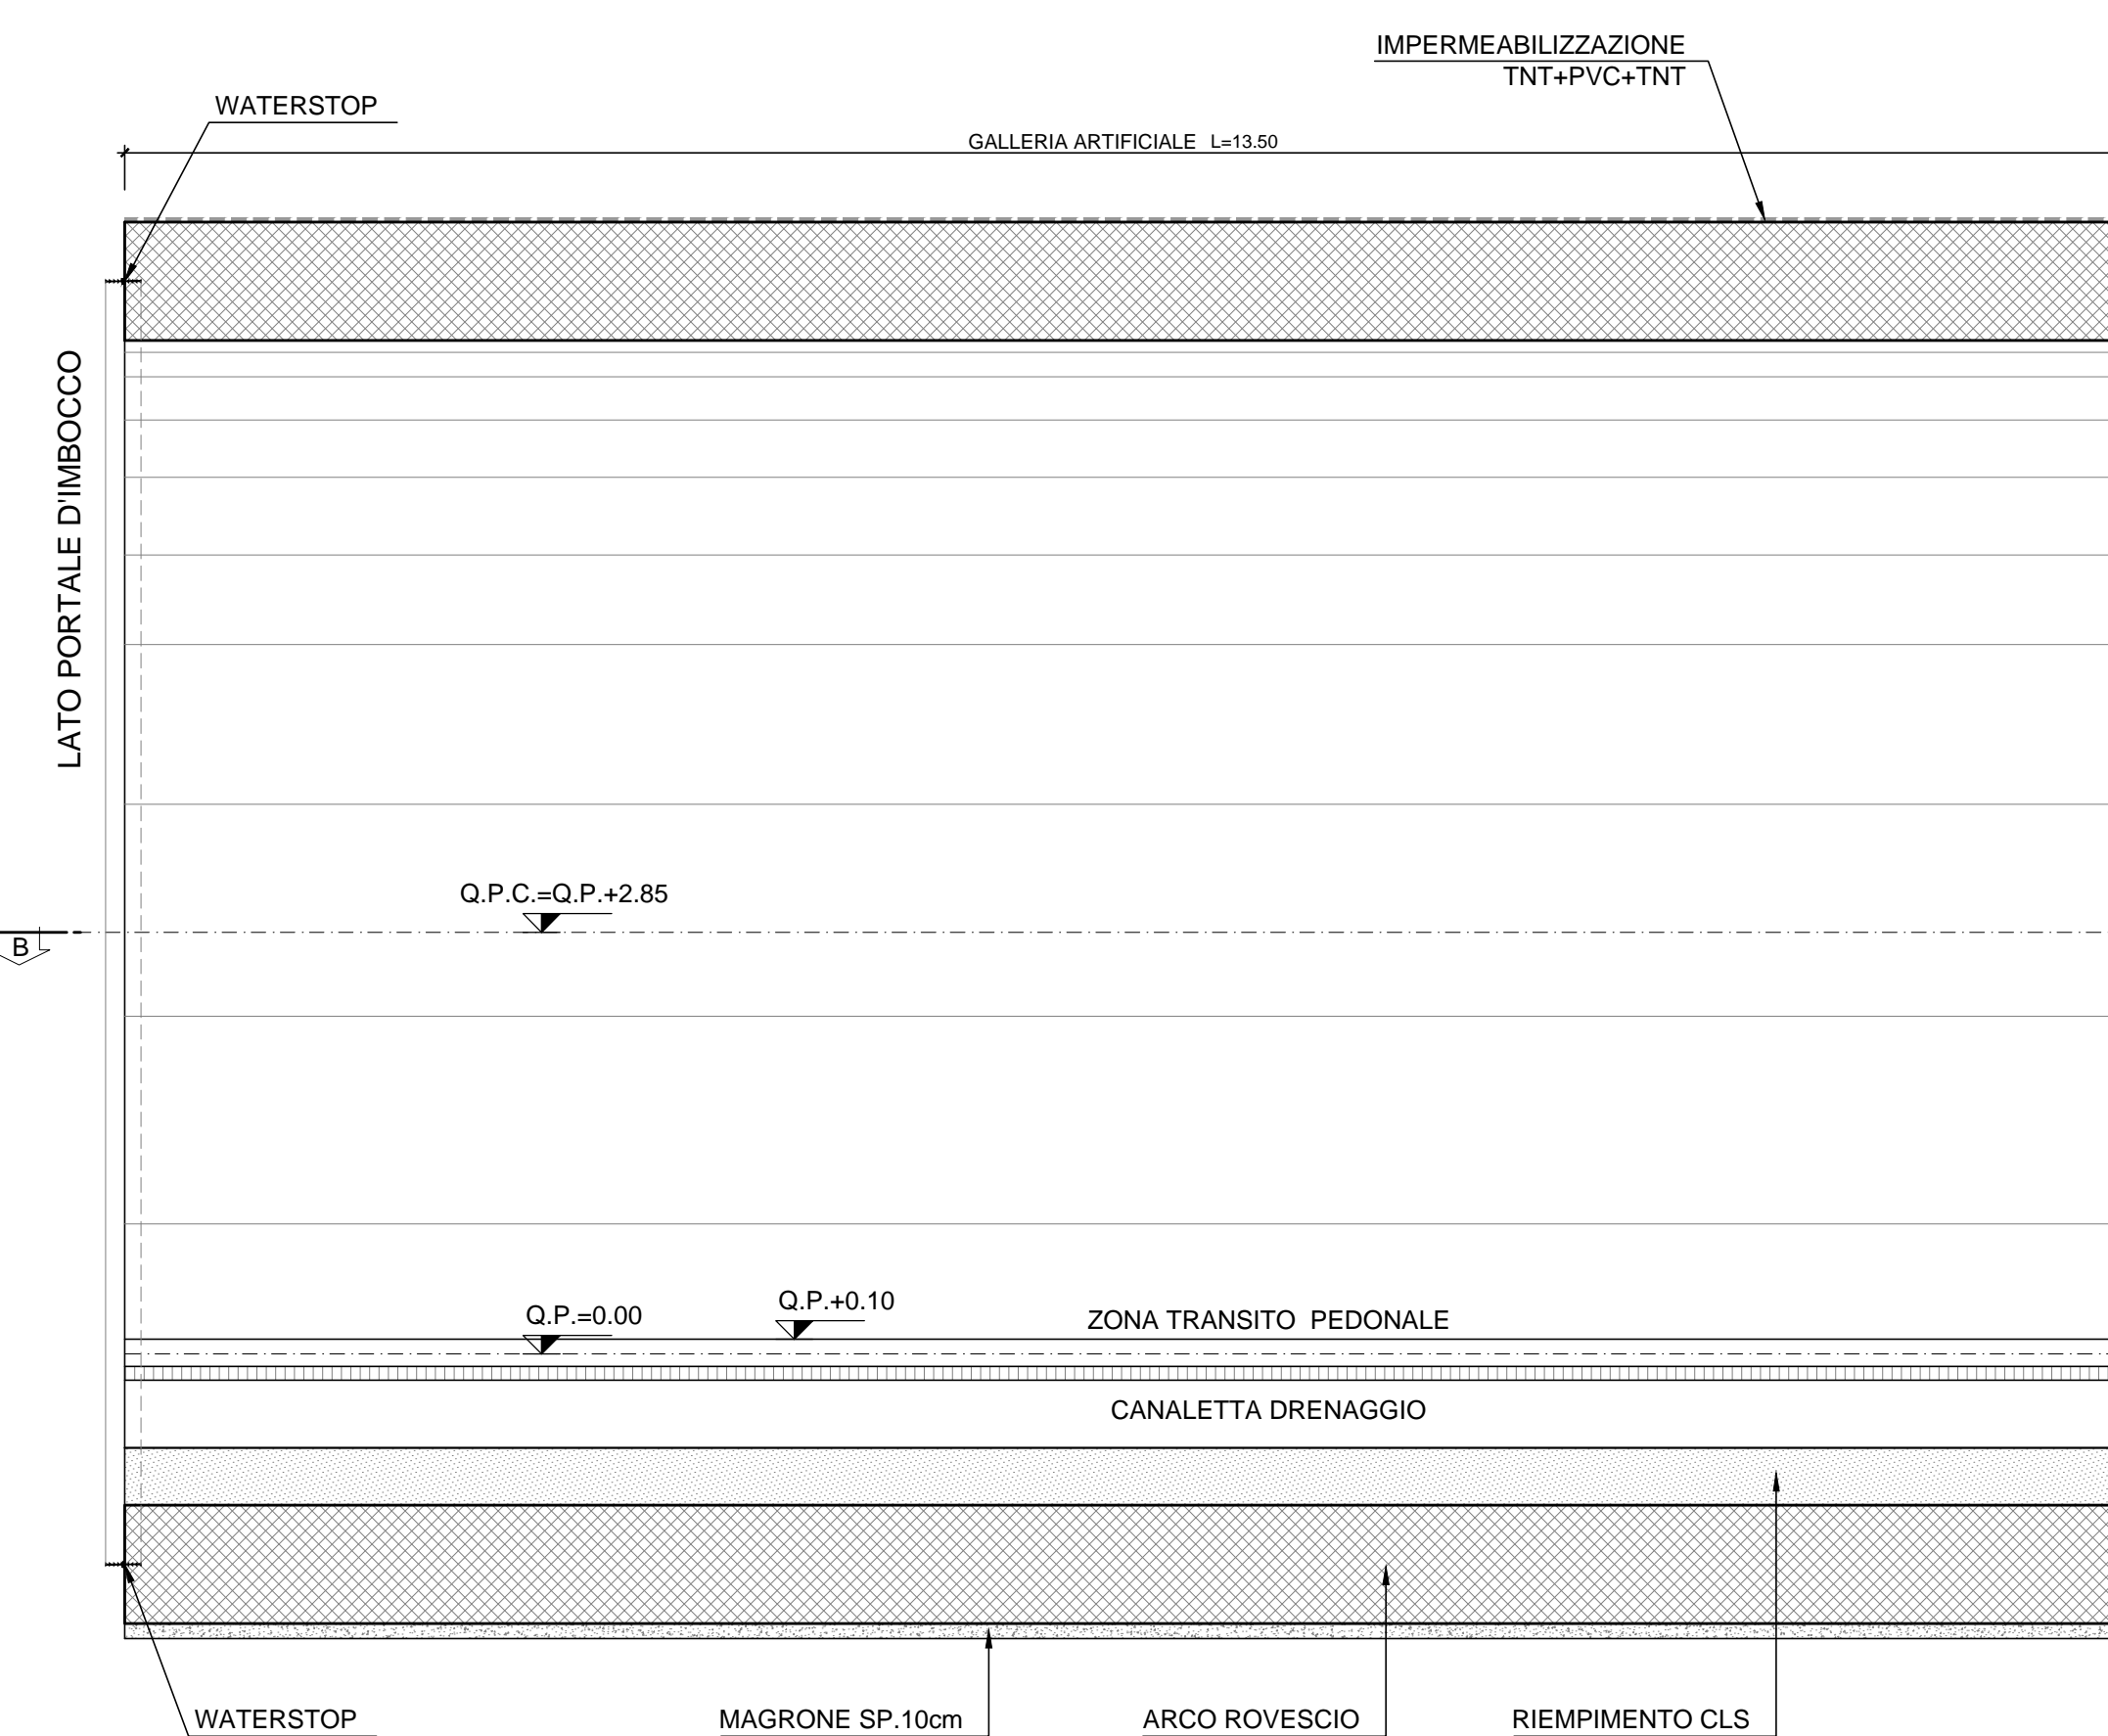 IMPERMEABILIZZAZIONE
TNT+PVC+TNT
WATERSTOP
GALLERIA ARTIFICIALE L=13.50
LATO PORTALE D'IMBOCCO
Q.P.C.=Q.P.+2.85
B
Q.P.=0.00
Q.P.+0.10
ZONA TRANSITO PEDONALE
CANALETTA DRENAGGIO
WATERSTOP
MAGRONE SP.10cm
ARCO ROVESCIO
RIEMPIMENTO CLS